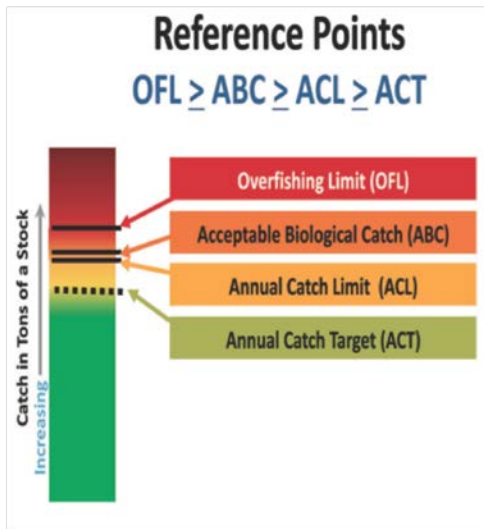 Reference Points
OFL ≥ ABC ≥ ACL ≥ ACT
Overfishing Limit (OFL)
Acceptable Biological Catch (ABC)
Annual Catch Limit (ACL)
Annual Catch Target (ACT)
Catch in Tons of a Stock
Increasing